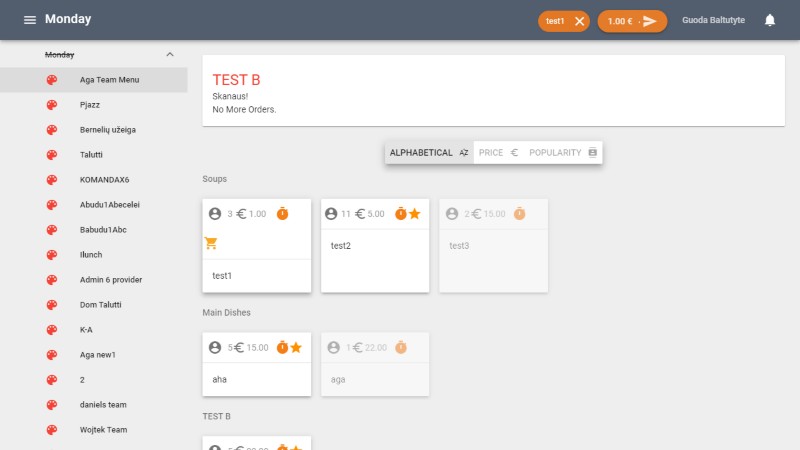 Monday
test1
1.00 € -
Guoda Baltutyte
Monday
Aga Team Menu
Pjazz
Bernelių užeiga
Talutti
KOMANDAX6
Abudu1Abecelei
Babudu1Abc
Ilunch
Admin 6 provider
Dom Talutti
K-A
Aga new1
2
daniels team
Wojtek Team
TEST B
Skanaus!
No More Orders.
ALPHABETICAL
PRICE €
POPULARITY
Soups
3 € 1.00
test1
11 € 5.00
test2
2 € 15.00
test3
Main Dishes
5 € 15.00
aha
1 € 22.00
aga
TEST B